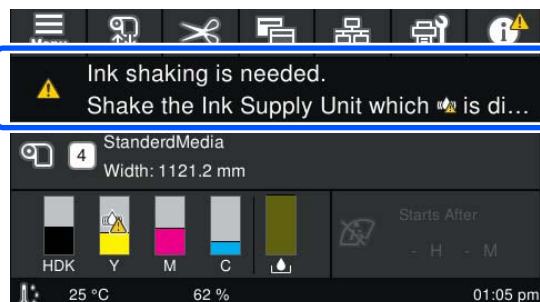 Menu
Ink shaking is needed.
Shake the Ink Supply Unit which is di…
4
StanderdMedia
Width: 1121.2 mm
Starts After
- H - M
HDK Y M C
25 °C 62 % 01:05 pm